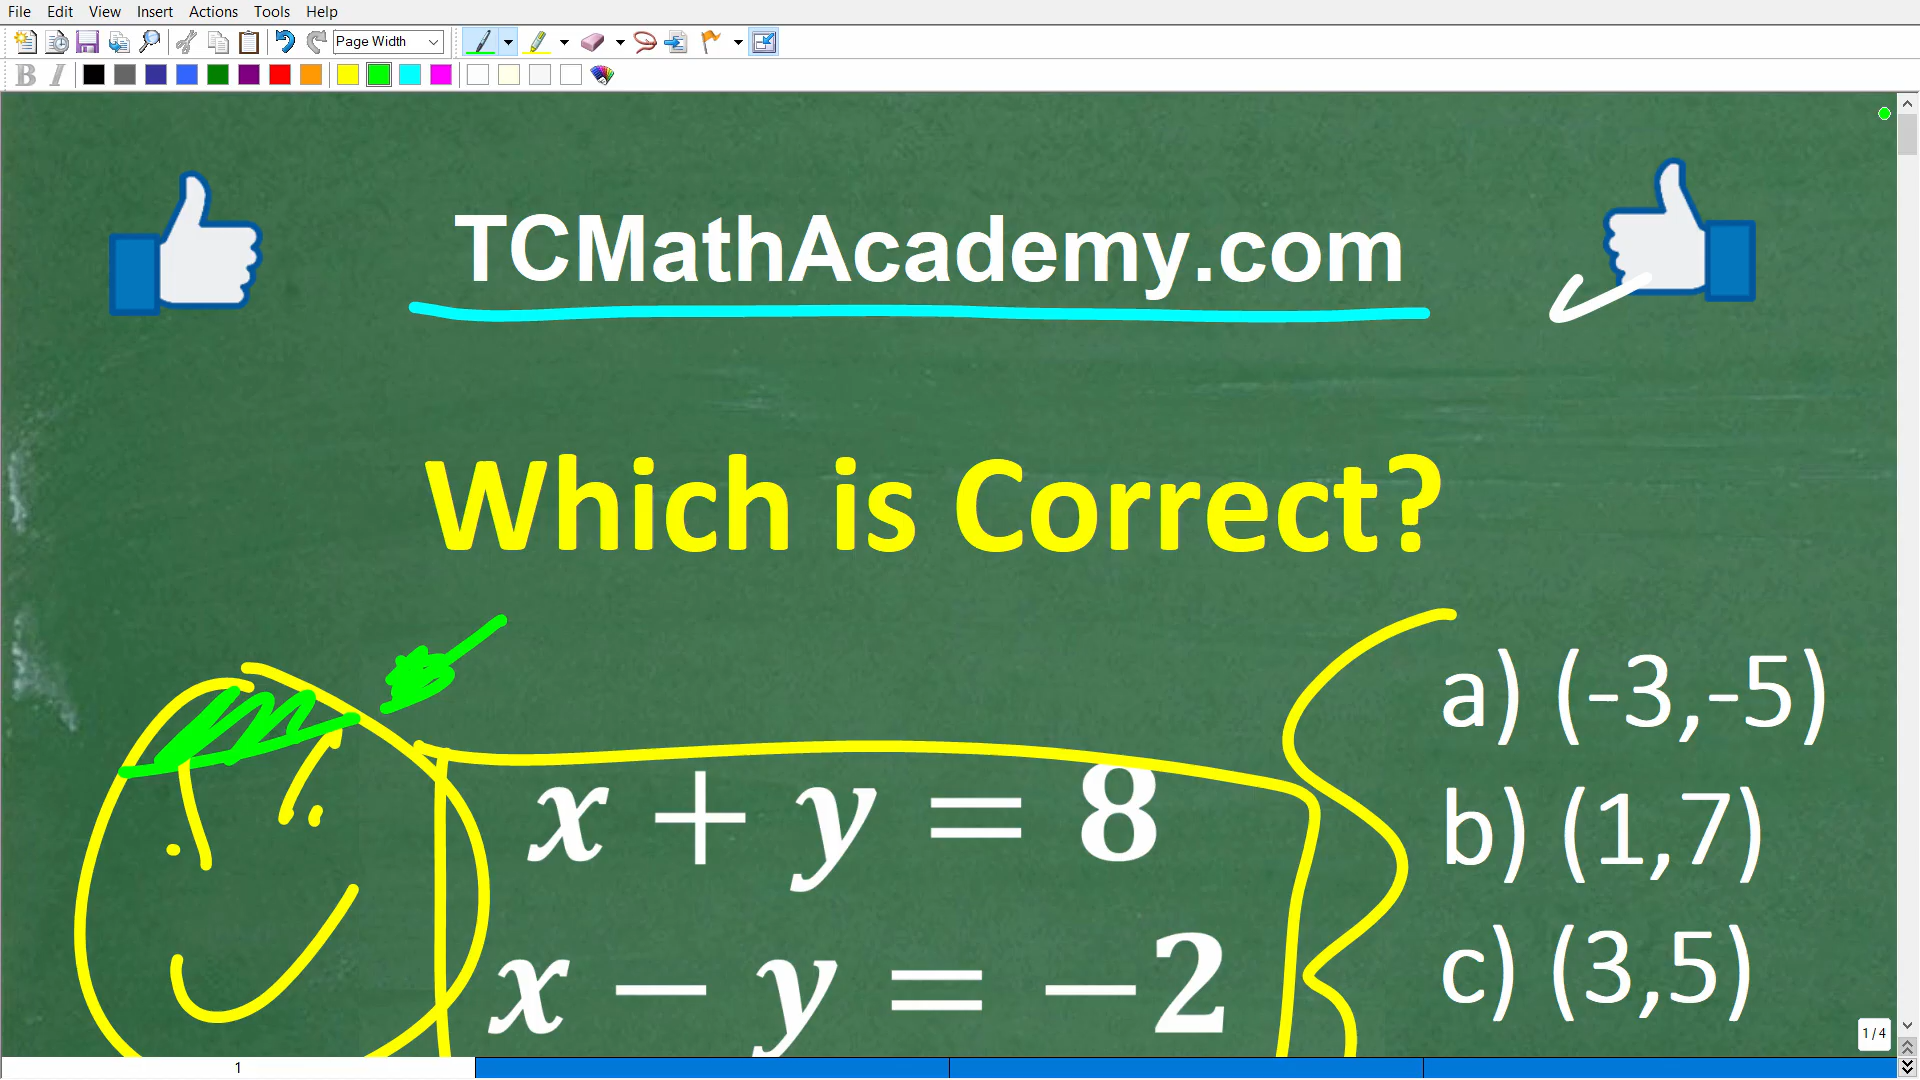 File Edit View Insert Actions Tools Help
Page Width
B I
TCMathAcademy.com
Which is Correct?
a) (-3,-5)
x + y = 8
b) (1,7)
x − y = −2
c) (3,5)
1 / 4
1